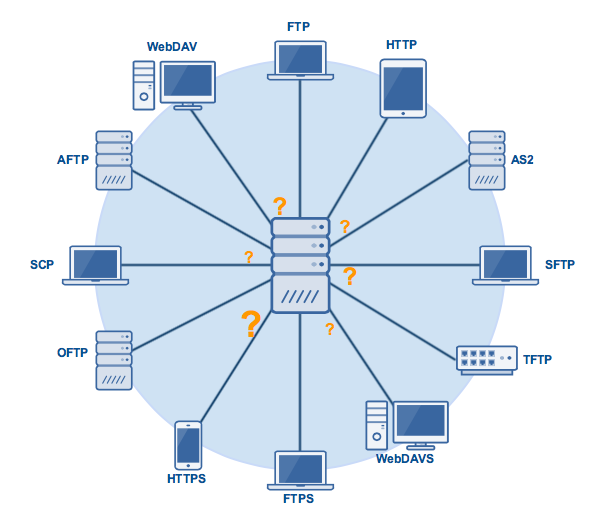 FTP
WebDAV
HTTP
AFTP
AS2
?
?
?
SCP
SFTP
?
?
?
OFTP
TFTP
WebDAVS
HTTPS
FTPS